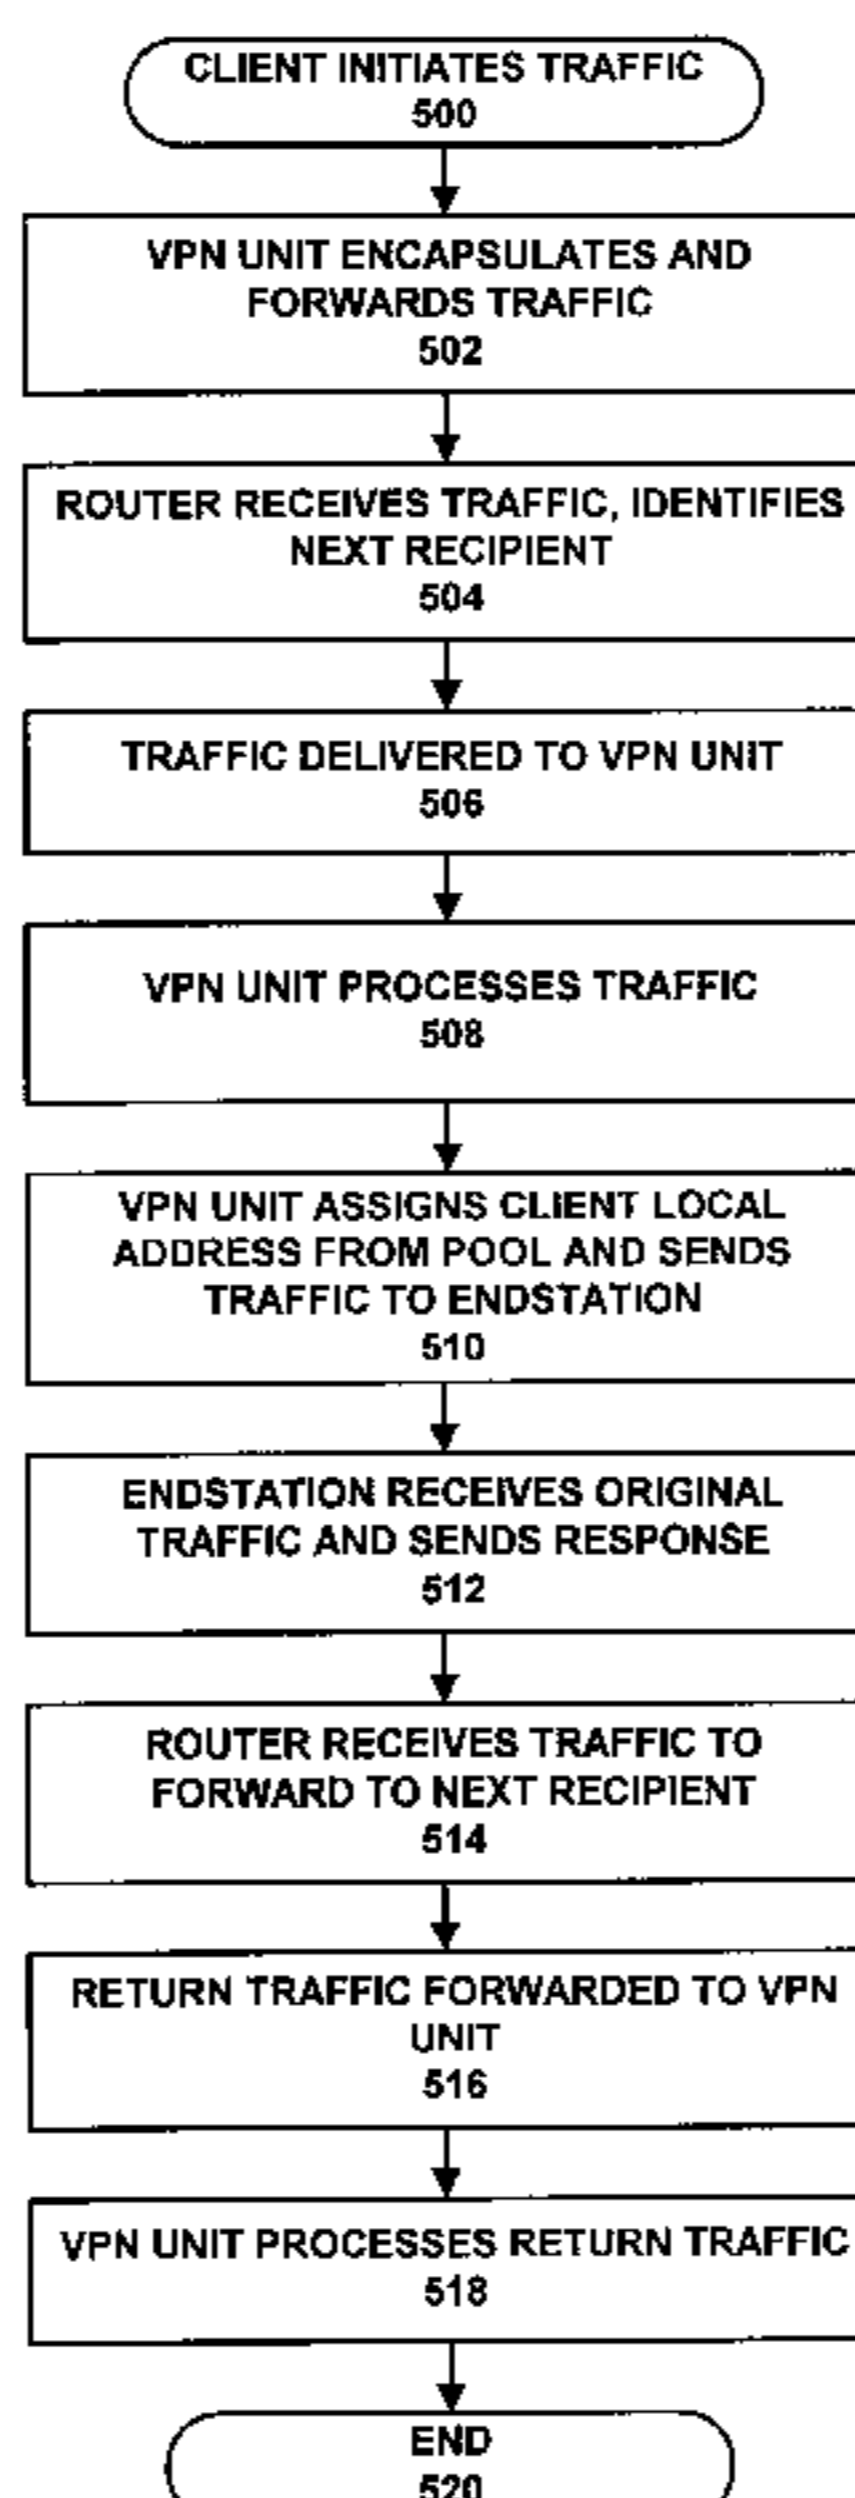 CLIENT INITIATES TRAFFIC
500
VPN UNIT ENCAPSULATES AND
FORWARDS TRAFFIC
502
ROUTER RECEIVES TRAFFIC, IDENTIFIES
NEXT RECIPIENT
504
TRAFFIC DELIVERED TO VPN UNIT
506
VPN UNIT PROCESSES TRAFFIC
508
VPN UNIT ASSIGNS CLIENT LOCAL
ADDRESS FROM POOL AND SENDS
TRAFFIC TO ENDSTATION
510
ENDSTATION RECEIVES ORIGINAL
TRAFFIC AND SENDS RESPONSE
512
ROUTER RECEIVES TRAFFIC TO
FORWARD TO NEXT RECIPIENT
514
RETURN TRAFFIC FORWARDED TO VPN
UNIT
516
VPN UNIT PROCESSES RETURN TRAFFIC
518
END
520